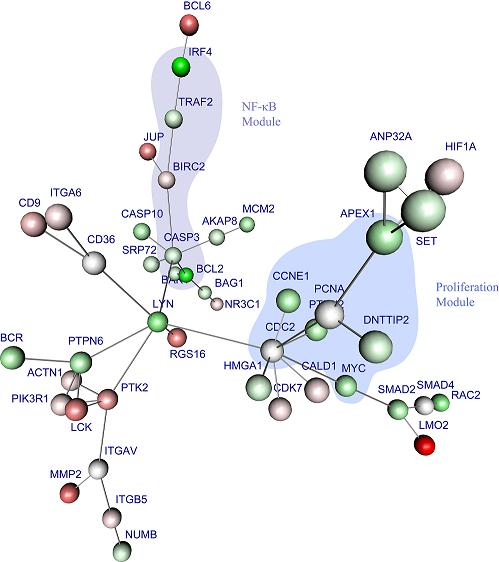 BCL6
IRF4
TRAF2
NF-κB
Module
JUP
BIRC2
ANP32A
HIF1A
ITGA6
CD9
CASP10
MCM2
AKAP8
APEX1
SET
CD36
CASP3
SRP72
BCL2
BAG1
NR3C1
CCNE1
PCNA
Proliferation
Module
LYN
CDC2
DNTTIP2
BCR
PTPN6
RGS16
HMGA1
CALD1
MYC
ACTN1
PTK2
CDK7
SMAD2
SMAD4
RAC2
PIK3R1
LCK
LMO2
ITGAV
MMP2
ITGB5
NUMB